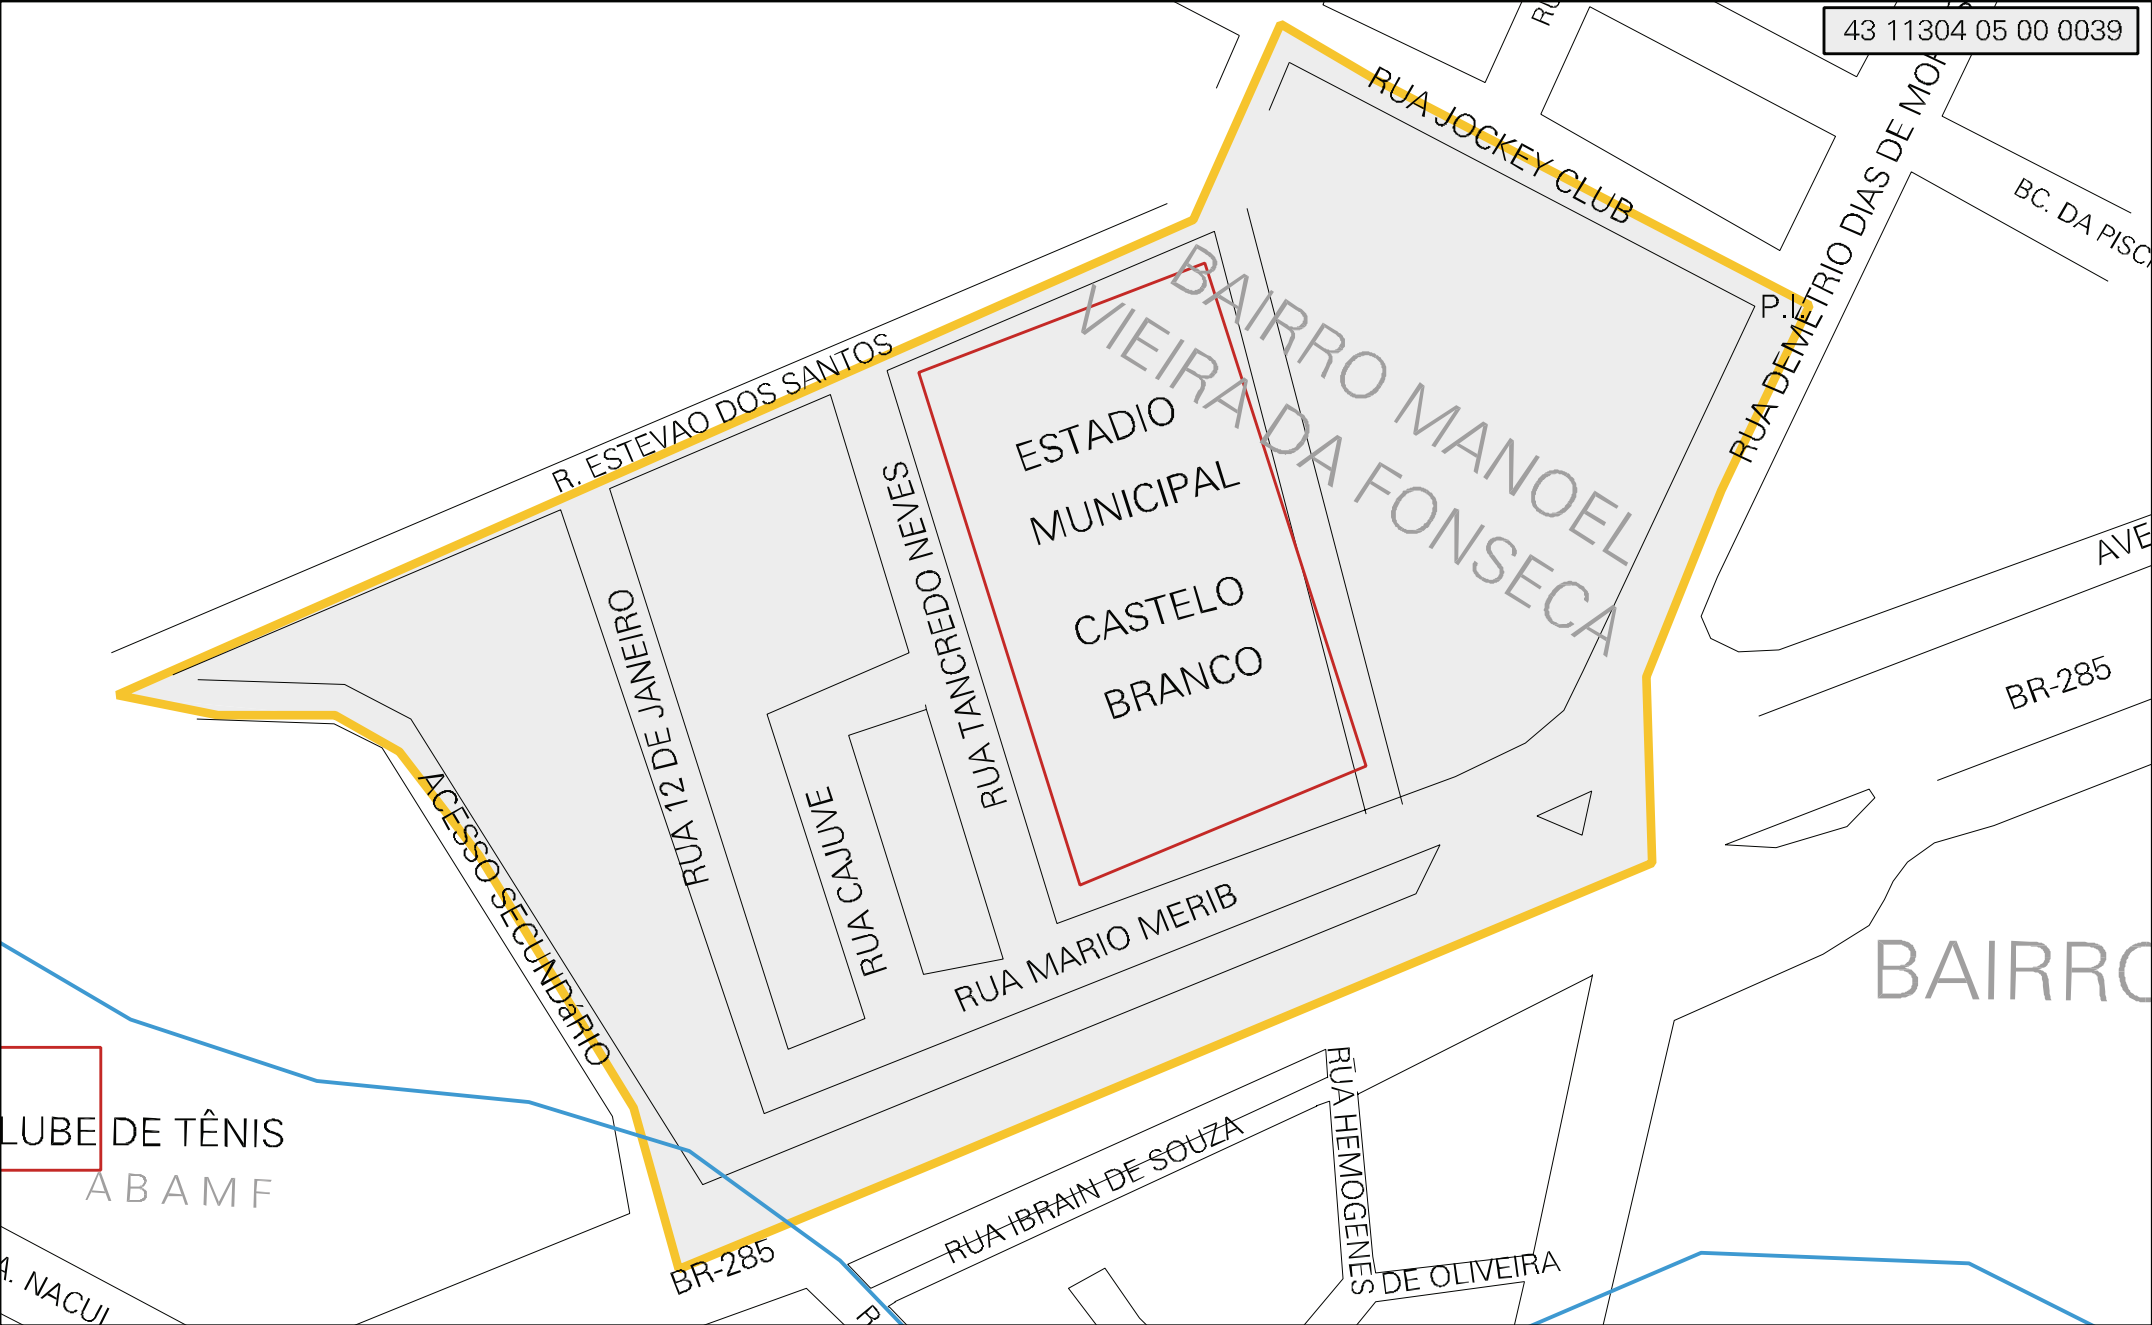 43 11304 05 00 0039
RUA JOCKEY CLUB
RUA DEMETRIO DIAS DE
BC. DA
P.I.
BAIRRO MANOEL
VIEIRA DA FONSECA
R. ESTEVAO DOS SANTOS
ESTADIO
MUNICIPAL
CASTELO
BRANCO
RUA TANCREDO NEVES
RUA 12 DE JANEIRO
RUA CAJUVE
RUA MARIO MERIB
ACESSO SECUNDáRIO
AVE
BR-285
BAIRRO
LUBE DE TÊNIS
ABAMF
A. NACUI
BR-285
RUA IBRAIN DE SOUZA
RUA HEMOGENES
DE OLIVEIRA
R
RU